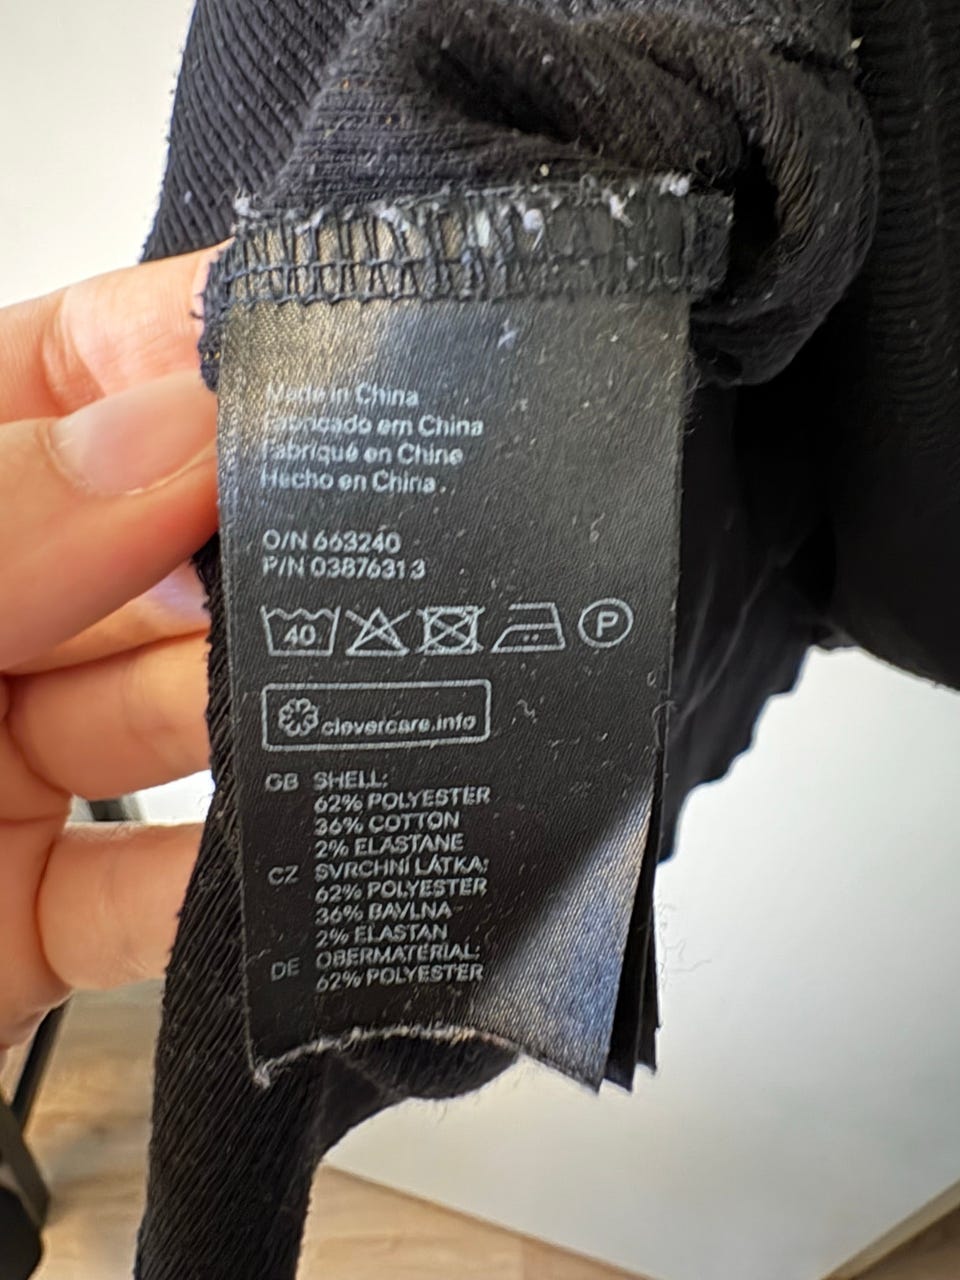 Made in China
Fabricado em China
Fabriqué en Chine
Hecho en China
O/N 663240
P/N 03876313
40
P
clevercare.info
GB SHELL:
62% POLYESTER
36% COTTON
2% ELASTANE
CZ SVRCHNÍ LÁTKA:
62% POLYESTER
36% BAVLNA
2% ELASTAN
DE OBERMATERIAL:
62% POLYESTER